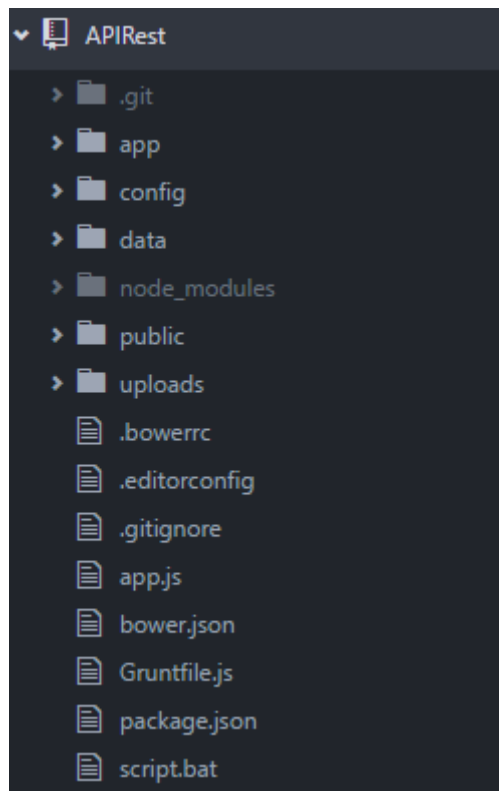 APIRest
.git
app
config
data
node_modules
public
uploads
.bowerrc
.editorconfig
.gitignore
app.js
bower.json
Gruntfile.js
package.json
script.bat